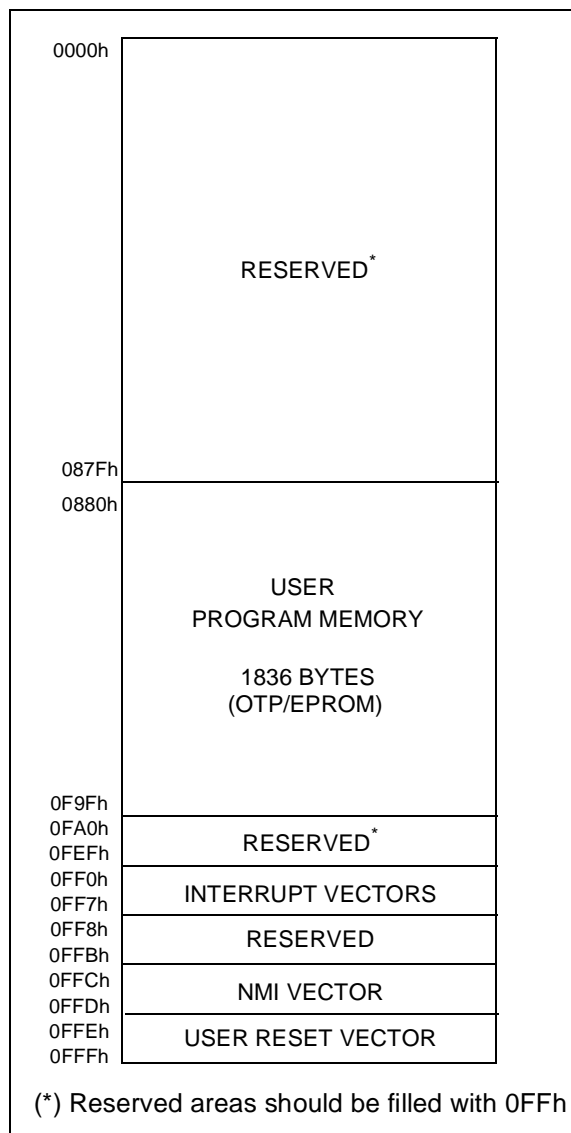 0000h
RESERVED*
087Fh
0880h
USER
PROGRAM MEMORY
1836 BYTES
(OTP/EPROM)
0F9Fh
0FA0h
RESERVED*
0FEFh
0FF0h
INTERRUPT VECTORS
0FF7h
0FF8h
RESERVED
0FFBh
0FFCh
NMI VECTOR
0FFDh
0FFEh
USER RESET VECTOR
0FFFh
(*) Reserved areas should be filled with 0FFh